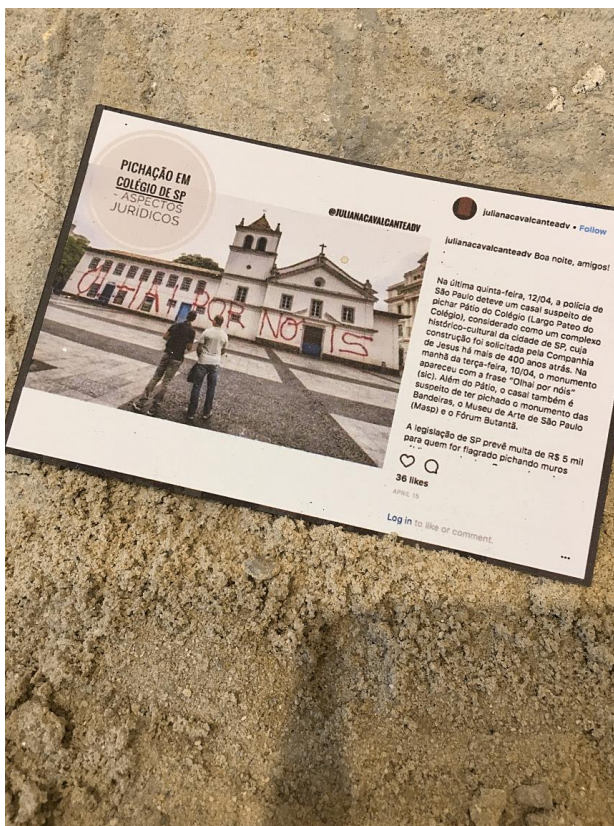 PICHAÇÃO EM
COLÉGIO DE SP
- ASPECTOS
JURÍDICOS
@JULIANACAVALCANTEADV
OLHAI POR NOIS
julianacavalcanteadv • Follow
julianacavalcanteadv Boa noite, amigos!
.
Na última quinta-feira, 12/04, a polícia de
São Paulo deteve um casal suspeito de
pichar Pátio do Colégio (Largo Pateo do
Colégio), considerado como um complexo
histórico-cultural da cidade de SP, cuja
construção foi solicitada pela Companhia
de Jesus há mais de 400 anos atrás. Na
manhã da terça-feira, 10/04, o monumento
apareceu com a frase "Olhai por nóis"
(sic). Além do Pátio, o casal também é
suspeito de ter pichado o monumento das
Bandeiras, o Museu de Arte de São Paulo
(Masp) e o Fórum Butantã.
A legislação de SP prevê multa de R$ 5 mil
para quem for flagrado pichando muros
36 likes
APRIL 15
Log in to like or comment.
...